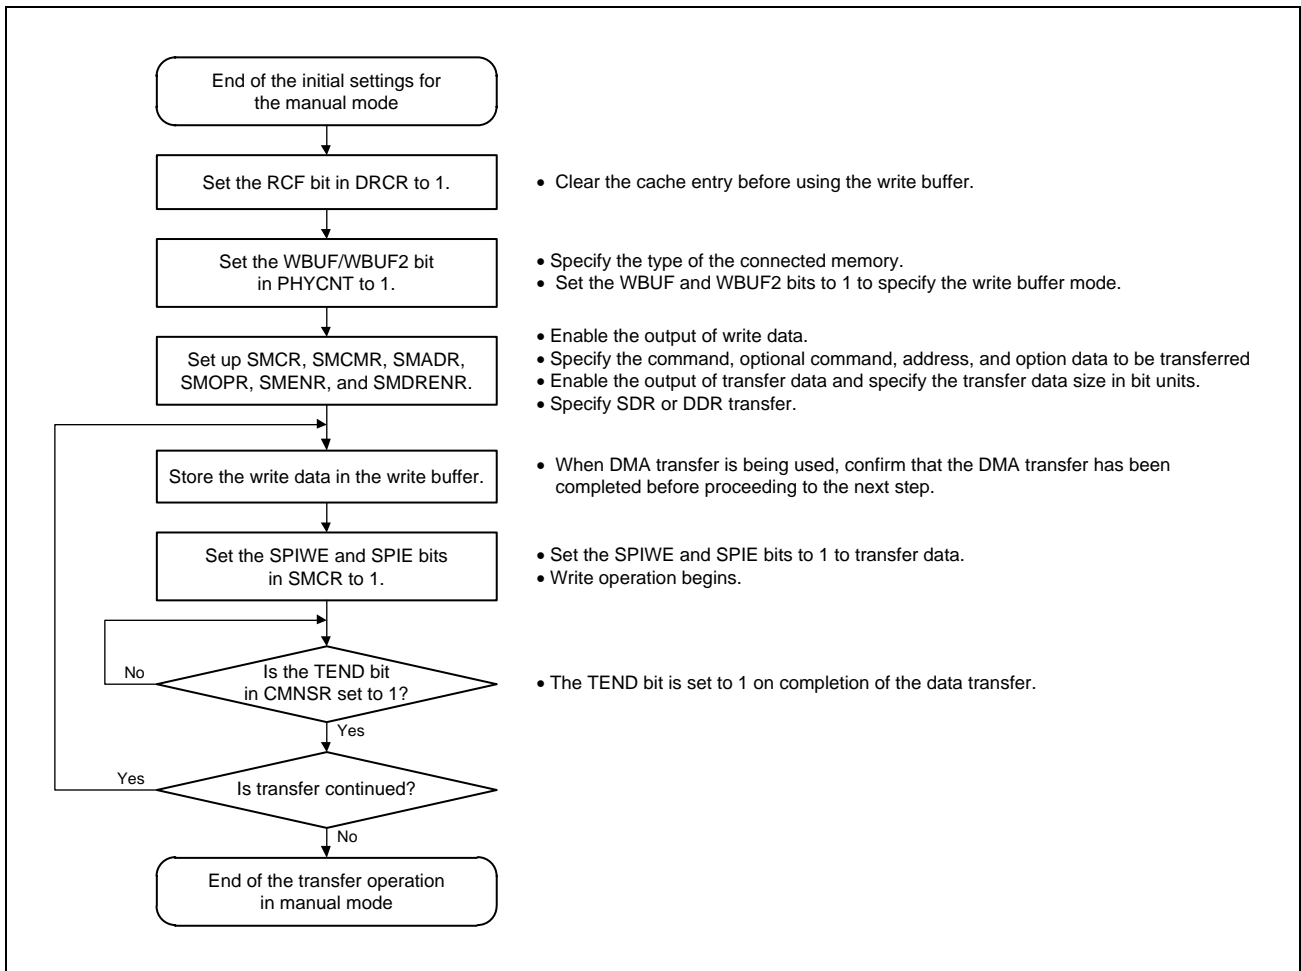 End of the initial settings for
the manual mode
Set the RCF bit in DRCR to 1.
• Clear the cache entry before using the write buffer.
Set the WBUF/WBUF2 bit
in PHYCNT to 1.
• Specify the type of the connected memory.
• Set the WBUF and WBUF2 bits to 1 to specify the write buffer mode.
Set up SMCR, SMCMR, SMADR,
SMOPR, SMENR, and SMDRENR.
• Enable the output of write data.
• Specify the command, optional command, address, and option data to be transferred
• Enable the output of transfer data and specify the transfer data size in bit units.
• Specify SDR or DDR transfer.
Store the write data in the write buffer.
• When DMA transfer is being used, confirm that the DMA transfer has been
completed before proceeding to the next step.
Set the SPIWE and SPIE bits
in SMCR to 1.
• Set the SPIWE and SPIE bits to 1 to transfer data.
• Write operation begins.
No
Is the TEND bit
in CMNSR set to 1?
• The TEND bit is set to 1 on completion of the data transfer.
Yes
Yes
Is transfer continued?
No
End of the transfer operation
in manual mode